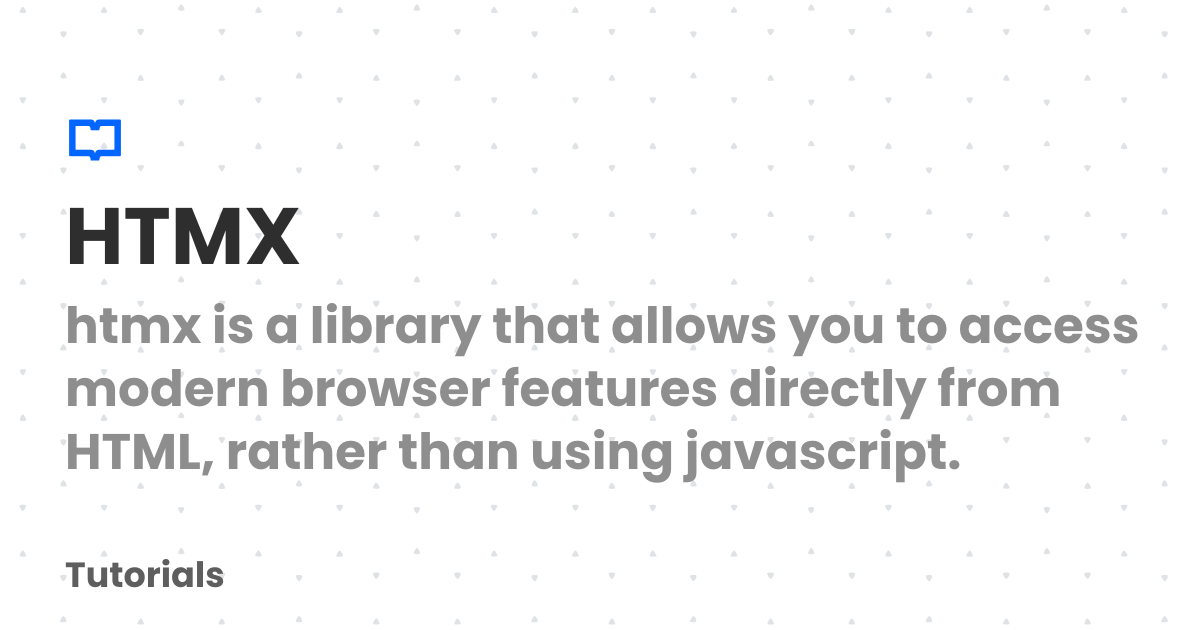 HTMX
htmx is a library that allows you to access
modern browser features directly from
HTML, rather than using javascript.
Tutorials